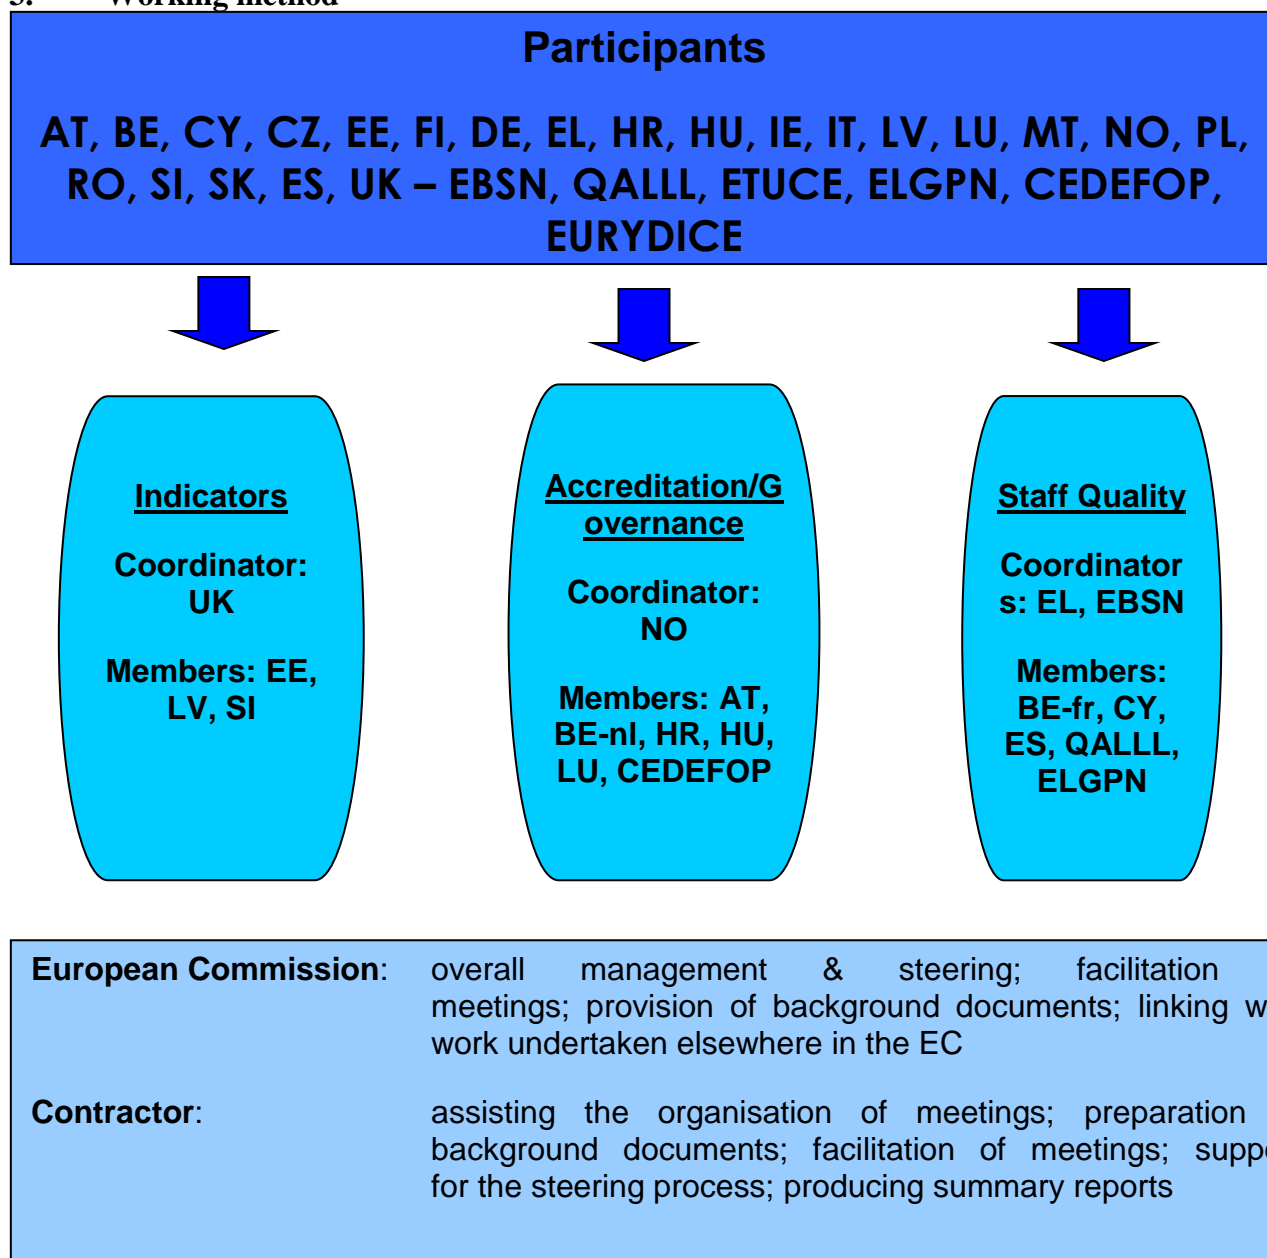 Working method
Participants
AT, BE, CY, CZ, EE, FI, DE, EL, HR, HU, IE, IT, LV, LU, MT, NO, PL,
RO, SI, SK, ES, UK – EBSN, QALLL, ETUCE, ELGPN, CEDEFOP,
EURYDICE
Indicators
Coordinator:
UK
Members: EE,
LV, SI
Accreditation/G
overnance
Coordinator:
NO
Members: AT,
BE-nl, HR, HU,
LU, CEDEFOP
Staff Quality
Coordinator
s: EL, EBSN
Members:
BE-fr, CY,
ES, QALLL,
ELGPN
European Commission: overall management & steering; facilitation
meetings; provision of background documents; linking
work undertaken elsewhere in the EC
Contractor: assisting the organisation of meetings; preparation
background documents; facilitation of meetings;
for the steering process; producing summary reports